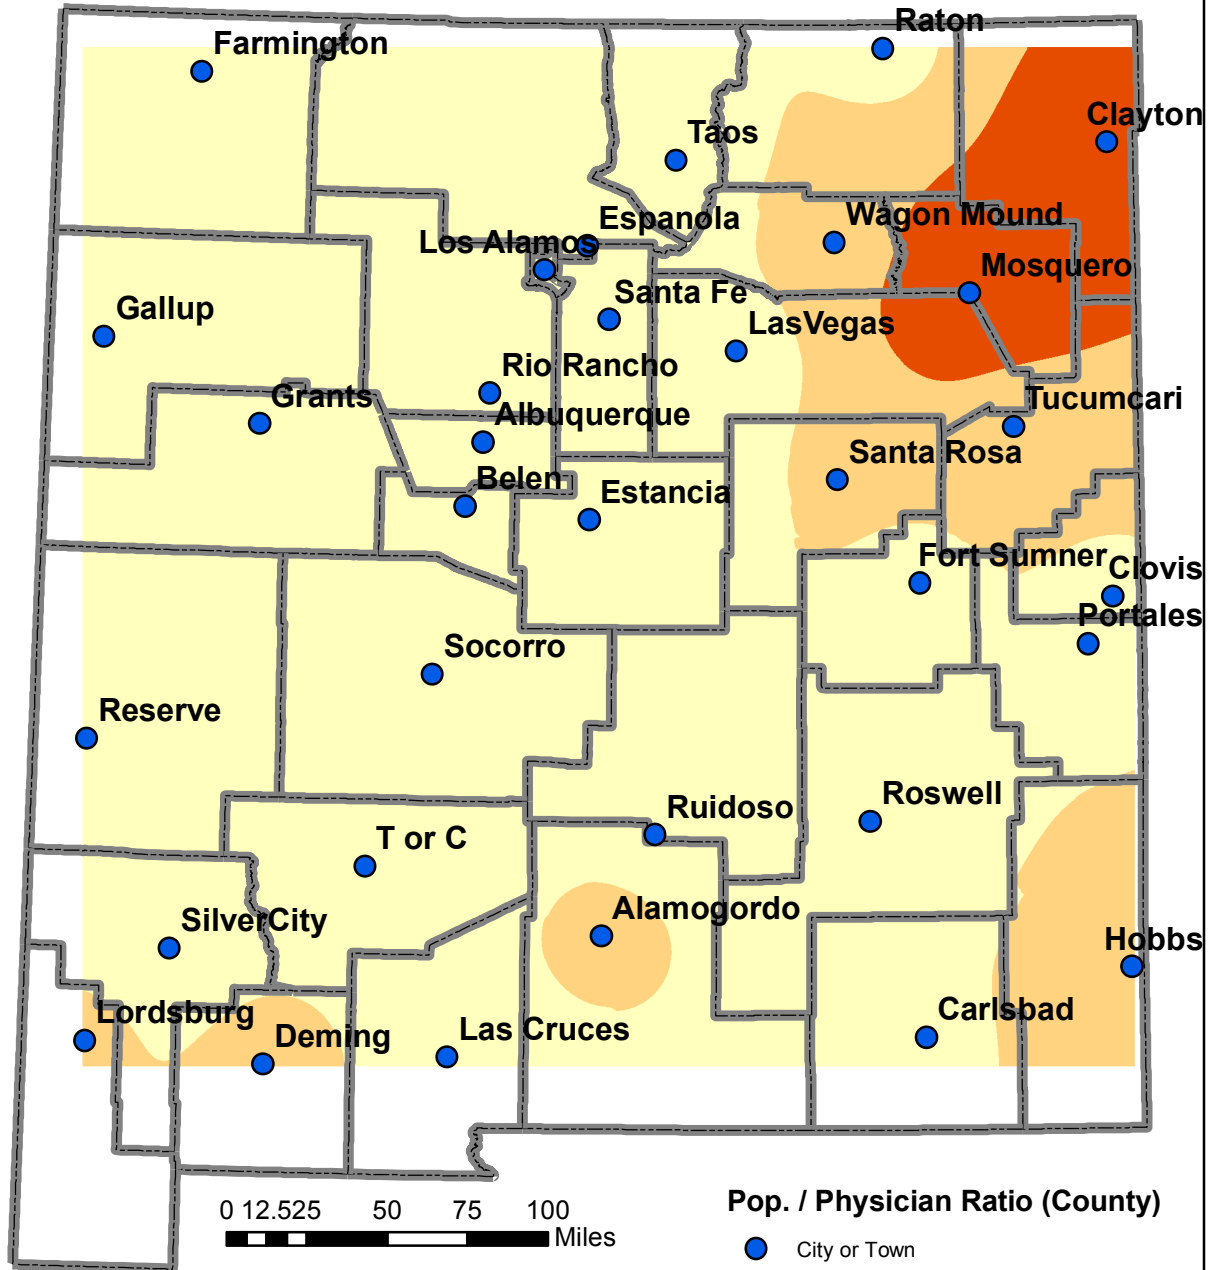 Raton
Farmington
Clayton
Taos
Espanola
Wagon Mound
Los Alamos
Mosquero
Santa Fe
Gallup
LasVegas
Rio Rancho
Grants
Tucumcari
Albuquerque
Santa Rosa
Belen
Estancia
Fort Sumner
Clovis
Portales
Socorro
Reserve
Roswell
Ruidoso
T or C
Alamogordo
SilverCity
Hobbs
Lordsburg
Carlsbad
Las Cruces
Deming
Pop. / Physician Ratio (County)
0 12.525 50 75 100
Miles
City or Town